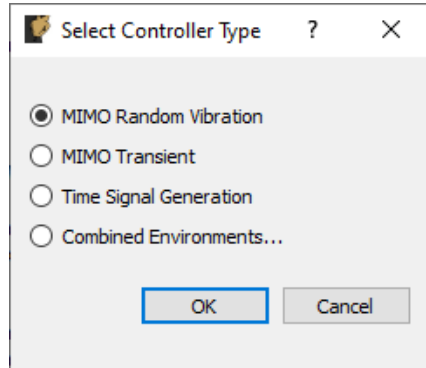 Select Controller Type ? ×
MIMO Random Vibration
MIMO Transient
Time Signal Generation
Combined Environments...
OK Cancel